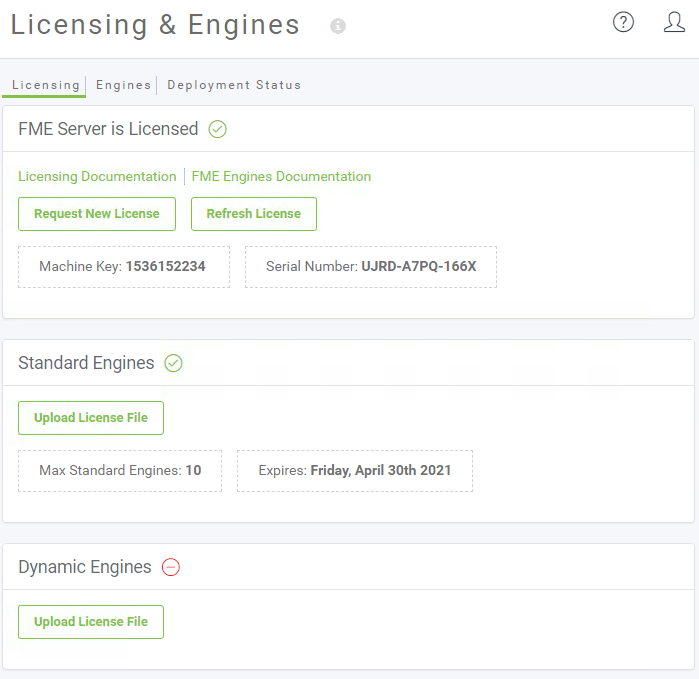 Licensing & Engines
Licensing Engines Deployment Status
FME Server is Licensed
Licensing Documentation FME Engines Documentation
Request New License Refresh License
Machine Key: 1536152234 Serial Number: UJRD-A7PQ-166X
Standard Engines
Upload License File
Max Standard Engines: 10 Expires: Friday, April 30th 2021
Dynamic Engines
Upload License File